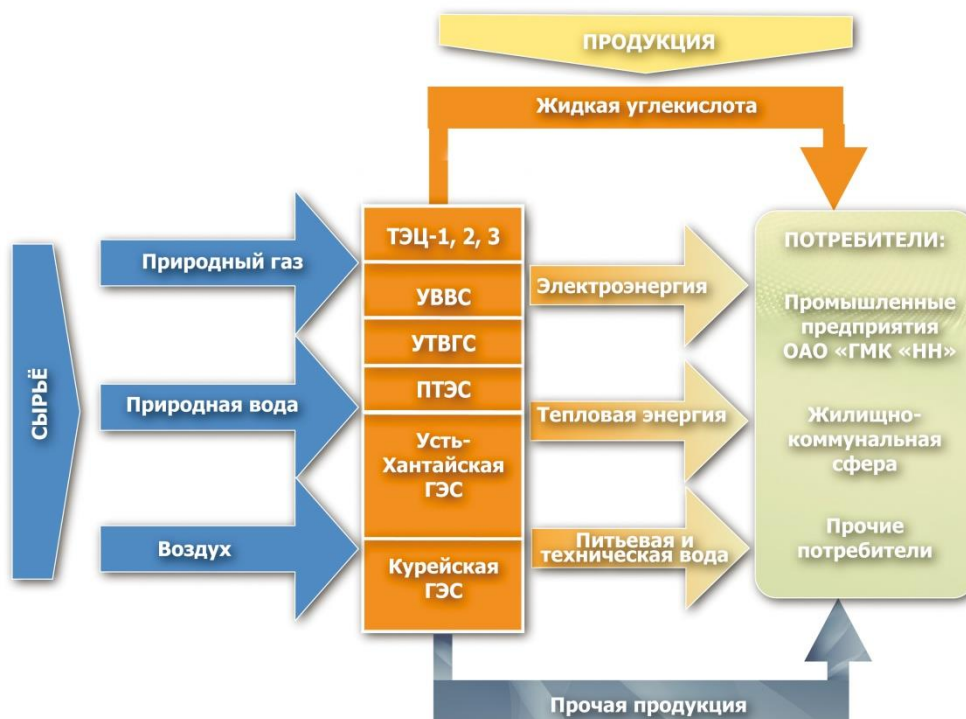 ПРОДУКЦИЯ
Жидкая углекислота
СЫРЬЁ
Природный газ
Природная вода
Воздух
ТЭЦ-1, 2, 3
УВВС
УТВГС
ПТЭС
Усть-
Хантайская
ГЭС
Курейская
ГЭС
Электроэнергия
Тепловая энергия
Питьевая и
техническая вода
ПОТРЕБИТЕЛИ:
Промышленные
предприятия
ОАО «ГМК «НН»
Жилищно-
коммунальная
сфера
Прочие
потребители
Прочая продукция